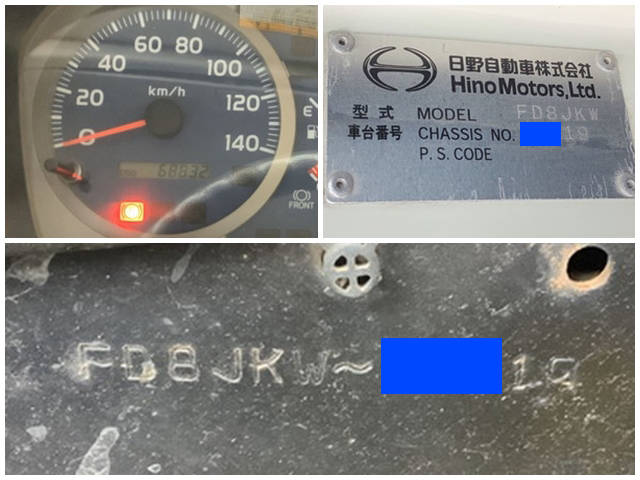 60 80
40 100
20 km/h 120
0 140
68832
E
FRONT
日野自動車株式会社
Hino Motors, Ltd.
型式 MODEL FD8JKW
車台番号 CHASSIS NO. 19
P.S. CODE
FD8JKW~ 19